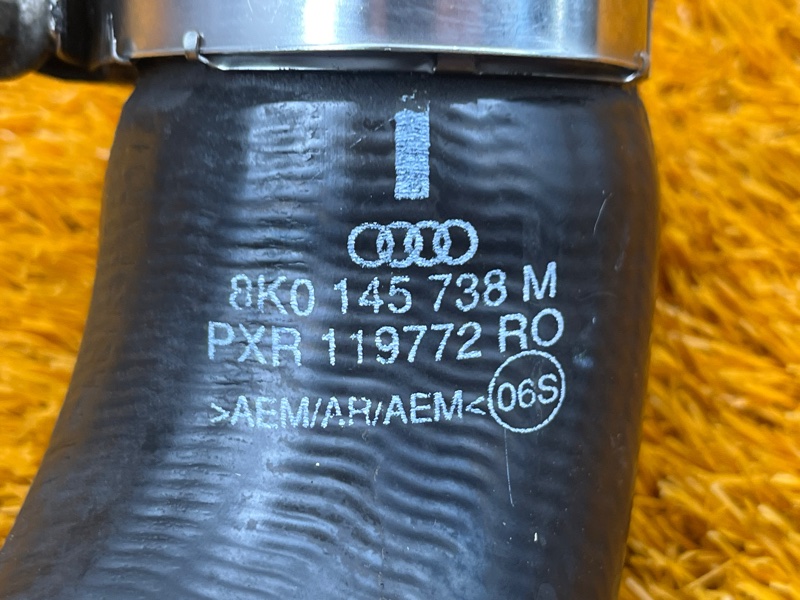 8K0 145 738 M
PXR 119772 RO
>AEM/AR/AEM< 06S